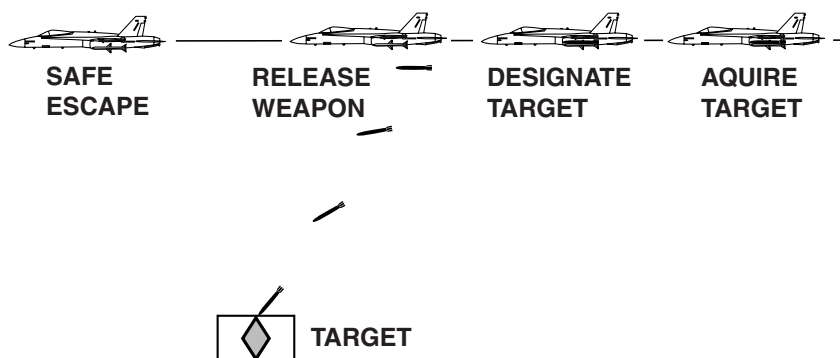 SAFE
ESCAPE
RELEASE
WEAPON
DESIGNATE
TARGET
AQUIRE
TARGET
TARGET